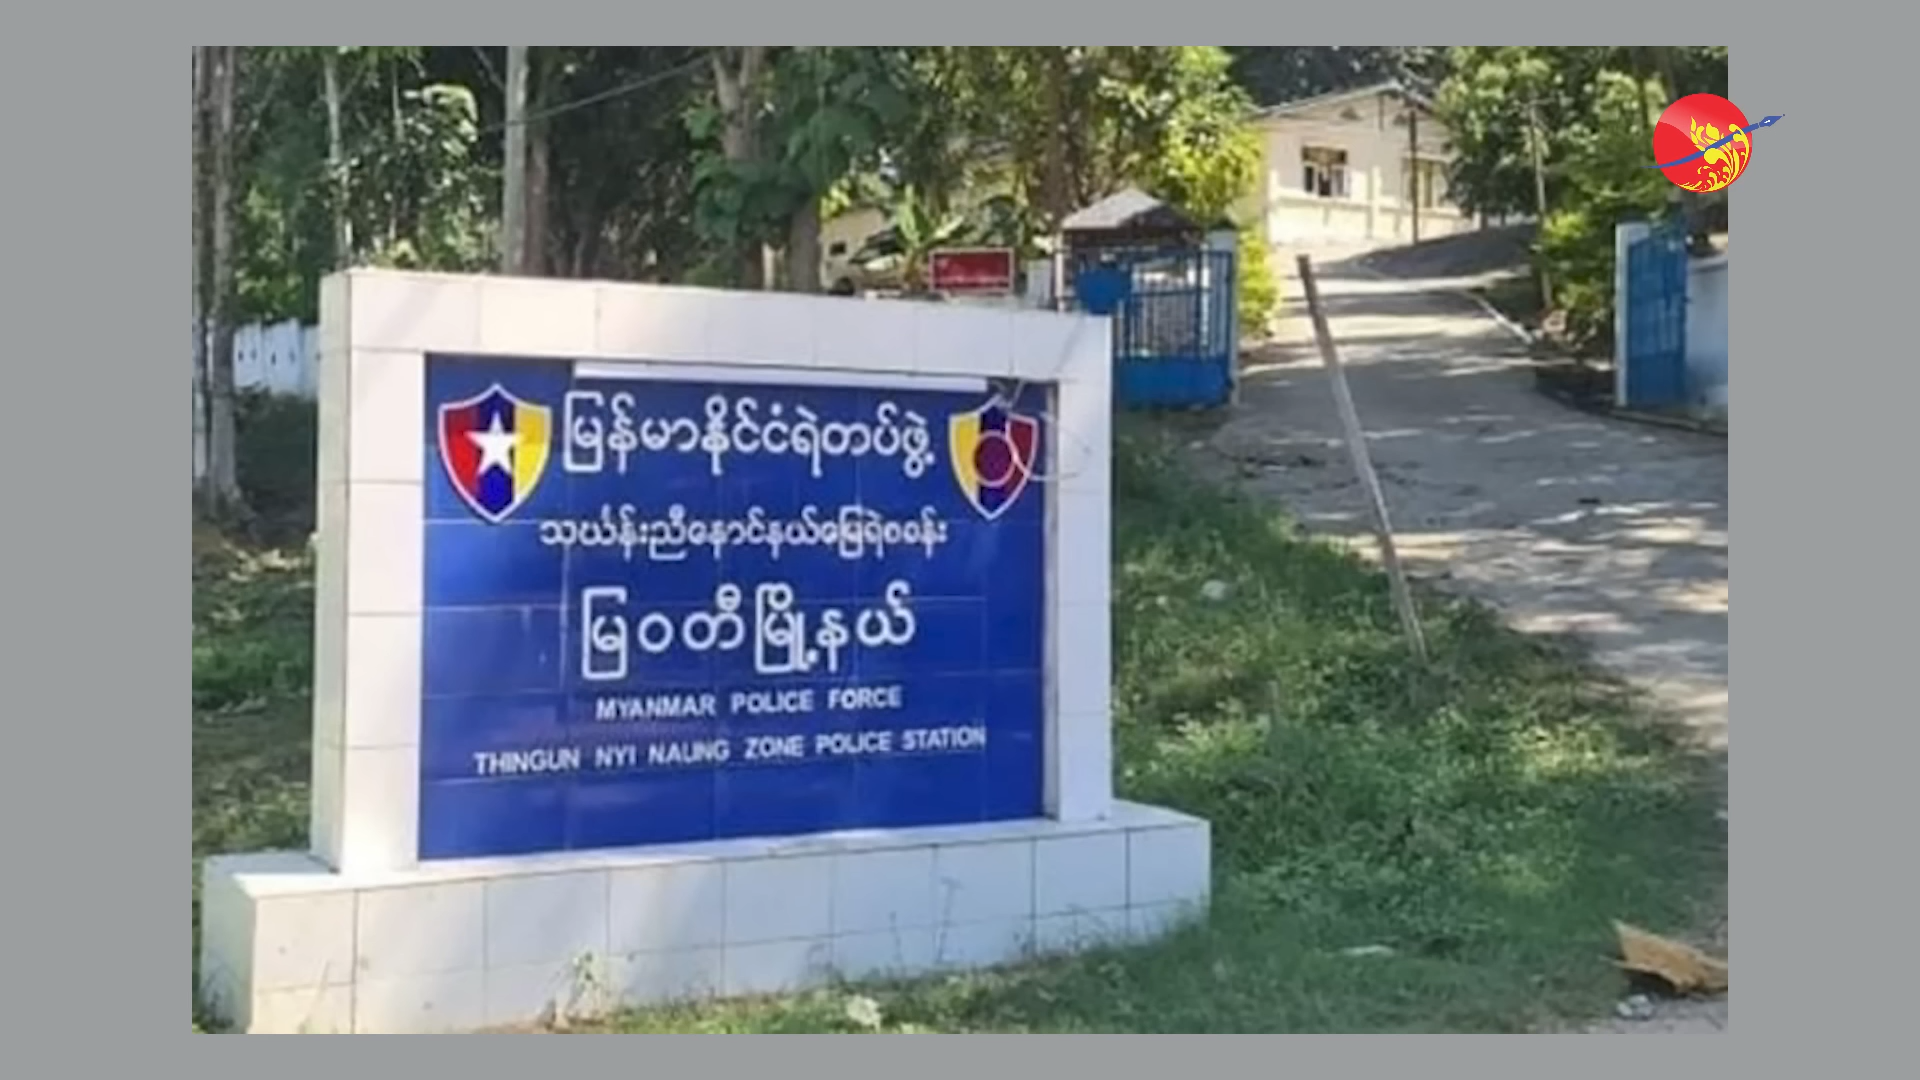 မြန်မာနိုင်ငံရဲတပ်ဖွဲ့
သင်္ဃန်းညီနောင်နယ်မြေရဲစခန်း
မြဝတီမြို့နယ်
MYANMAR POLICE FORCE
THINGUN NYI NAUNG ZONE POLICE STATION